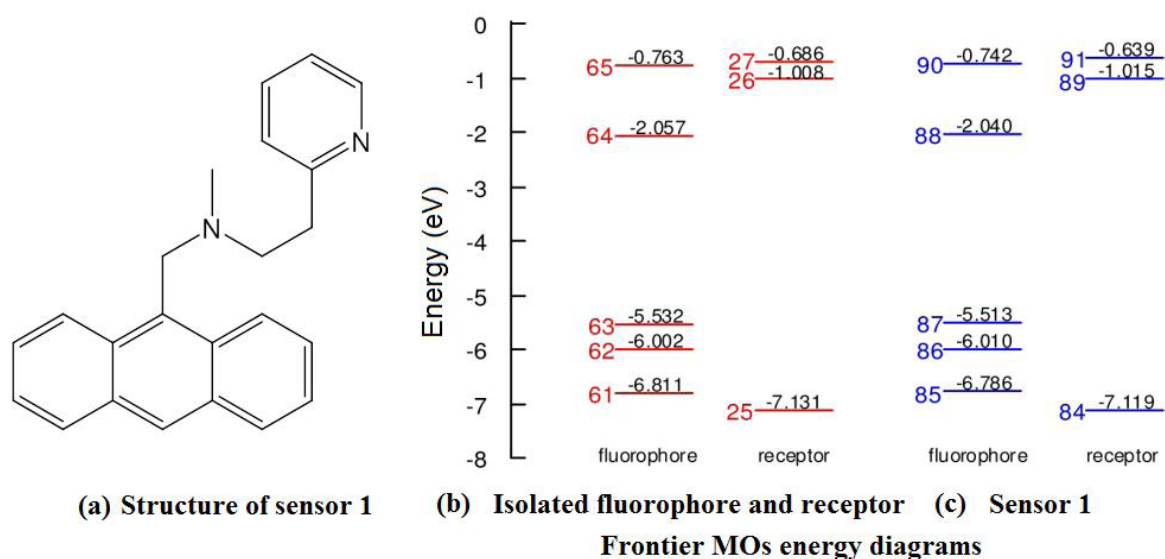 N
N
(a) Structure of sensor 1
Energy (eV)
0
-1
-2
-3
-4
-5
-6
-7
-8
65 -0.763
64 -2.057
63 -5.532
62 -6.002
61 -6.811
fluorophore
27 -0.686
26 -1.008
25 -7.131
receptor
90 -0.742
88 -2.040
87 -5.513
86 -6.010
85 -6.786
fluorophore
91 -0.639
89 -1.015
84 -7.119
receptor
(b) Isolated fluorophore and receptor
(c) Sensor 1
Frontier MOs energy diagrams